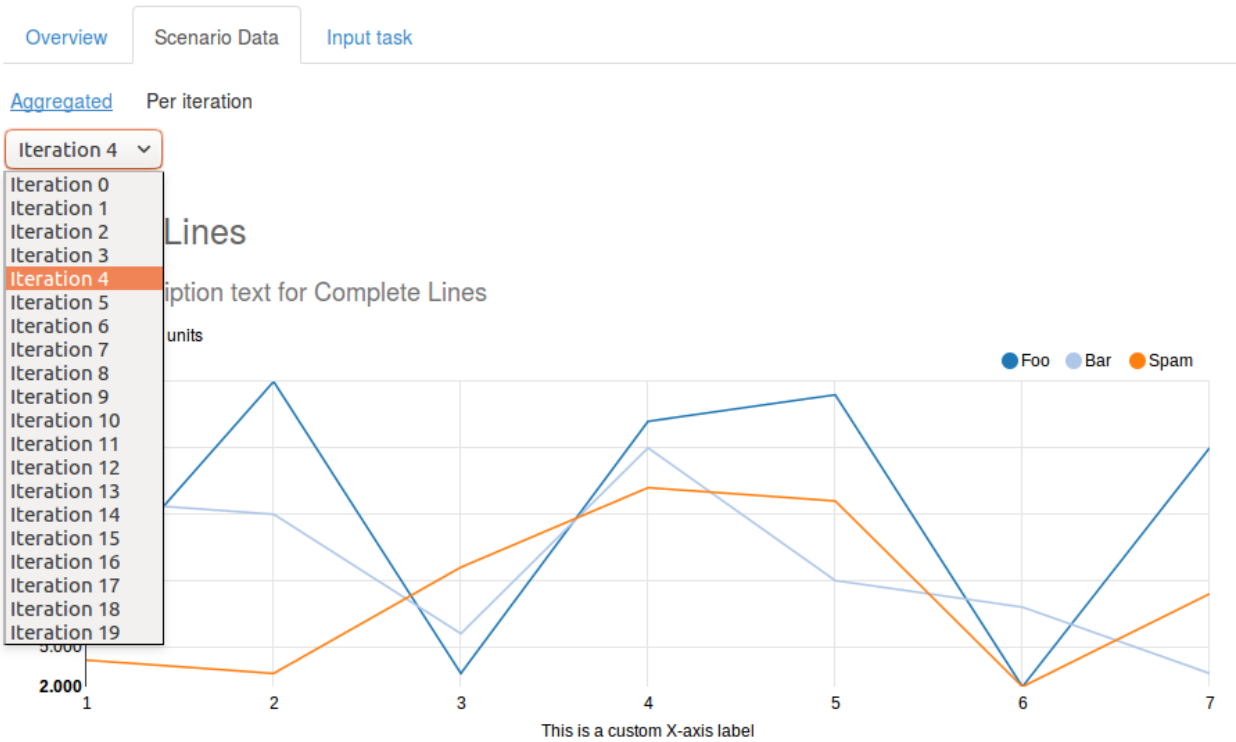 Overview Scenario Data Input task
Aggregated Per iteration
Iteration 4
Iteration 0
Iteration 1
Iteration 2
Iteration 3
Iteration 4
Iteration 5
Iteration 6
Iteration 7
Iteration 8
Iteration 9
Iteration 10
Iteration 11
Iteration 12
Iteration 13
Iteration 14
Iteration 15
Iteration 16
Iteration 17
Iteration 18
Iteration 19
Lines
text for Complete Lines
units
Foo Bar Spam
5.000
2.000
1 2 3 4 5 6 7
This is a custom X-axis label